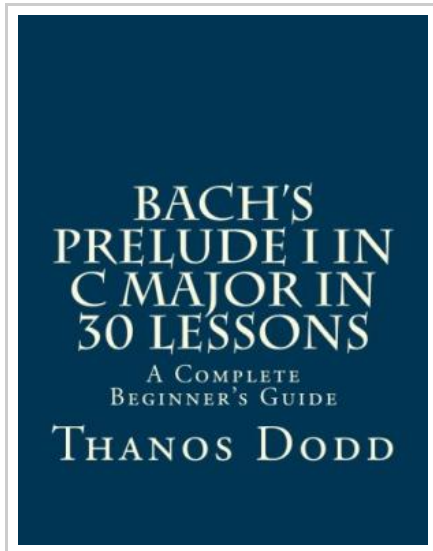 BACH'S
PRELUDE I IN
C MAJOR IN
30 LESSONS
A COMPLETE
BEGINNER'S GUIDE
THANOS DODD